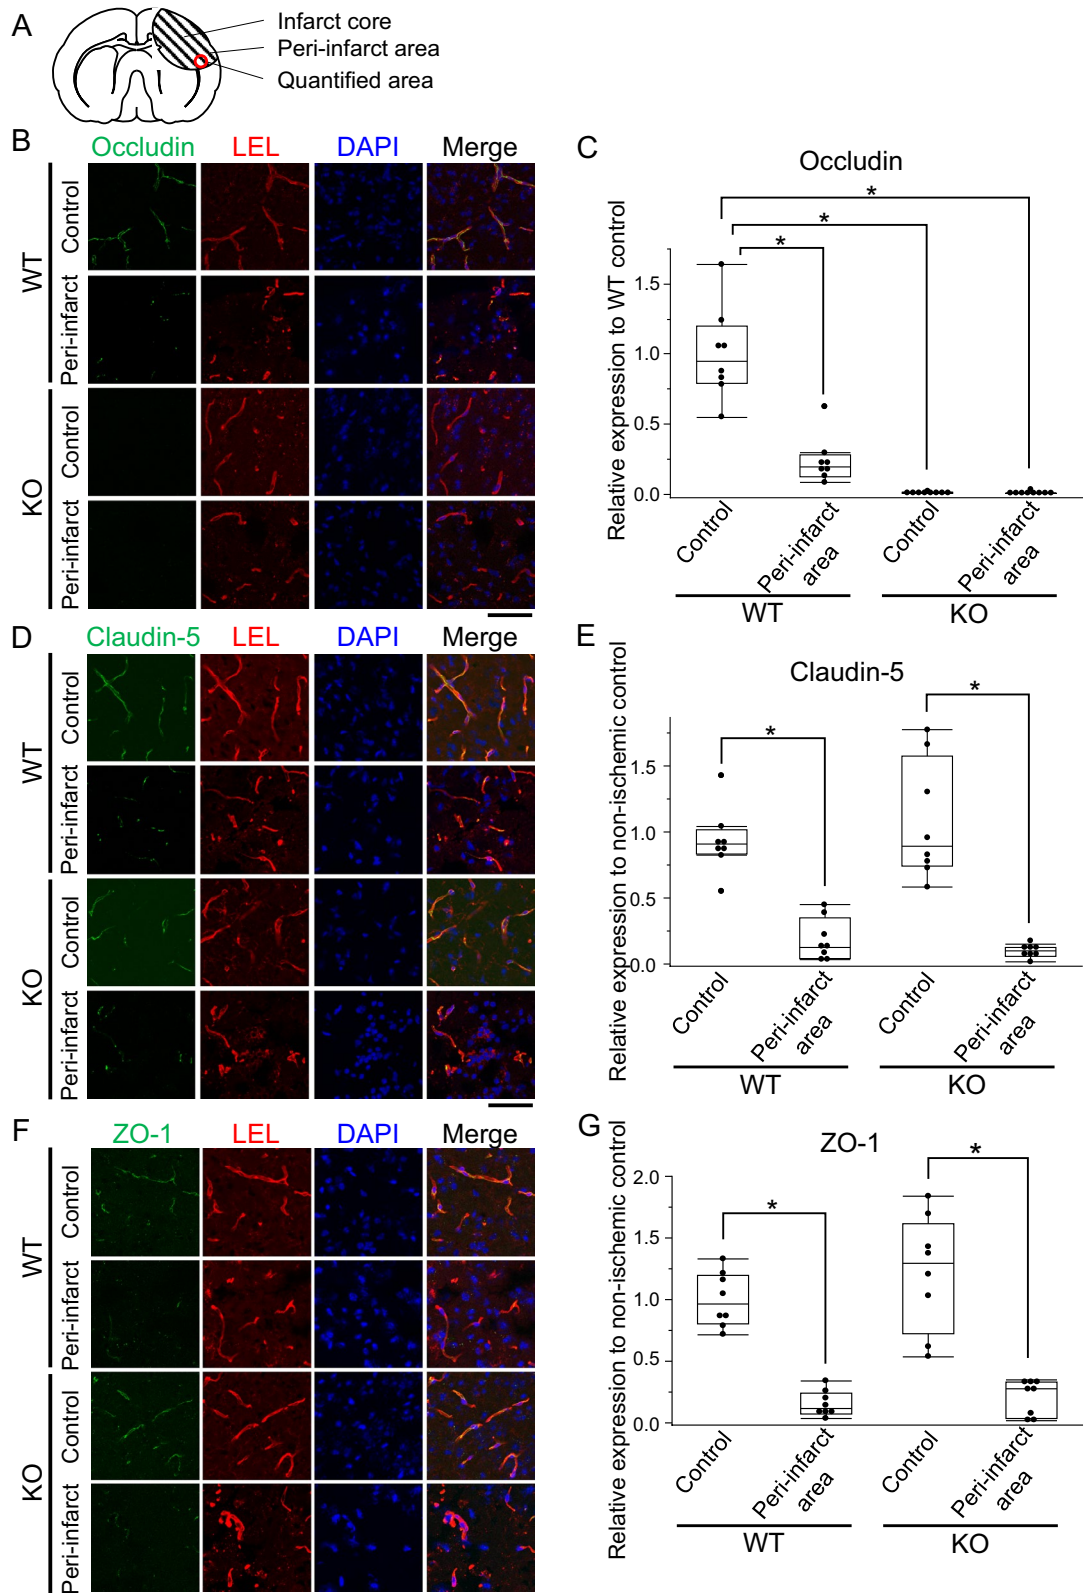 A
Infarct core
Peri-infarct area
Quantified area
B
Occludin LEL DAPI Merge
WT
Control
Peri-infarct
KO
Control
Peri-infarct
C
Occludin
*
*
*
Relative expression to WT control
1.5
1.0
0.5
0.0
Control
Peri-infarct
area
Control
Peri-infarct
area
WT
KO
D
Claudin-5 LEL DAPI Merge
WT
Control
Peri-infarct
KO
Control
Peri-infarct
E
Claudin-5
*
*
Relative expression to non-ischemic control
1.5
1.0
0.5
0.0
Control
Peri-infarct
area
Control
Peri-infarct
area
WT
KO
F
ZO-1 LEL DAPI Merge
WT
Control
Peri-infarct
KO
Control
Peri-infarct
G
ZO-1
*
*
Relative expression to non-ischemic control
2.0
1.5
1.0
0.5
0.0
Control
Peri-infarct
area
Control
Peri-infarct
area
WT
KO